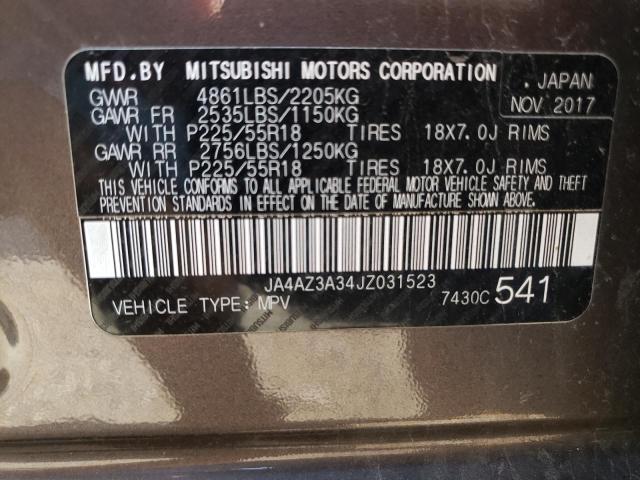 MFD.BY MITSUBISHI MOTORS CORPORATION
. JAPAN
GVWR 4861LBS/2205KG
NOV 2017
GAWR FR 2535LBS/1150KG
WITH P225/55R18 TIRES 18X7.0J RIMS
GAWR RR 2756LBS/1250KG
WITH P225/55R18 TIRES 18X7.0J RIMS
THIS VEHICLE CONFORMS TO ALL APPLICABLE FEDERAL MOTOR VEHICLE SAFETY AND THEFT
PREVENTION STANDARDS IN EFFECT ON THE DATE OF MANUFACTURE SHOWN ABOVE.
JA4AZ3A34JZ031523
VEHICLE TYPE: MPV 7430C 541